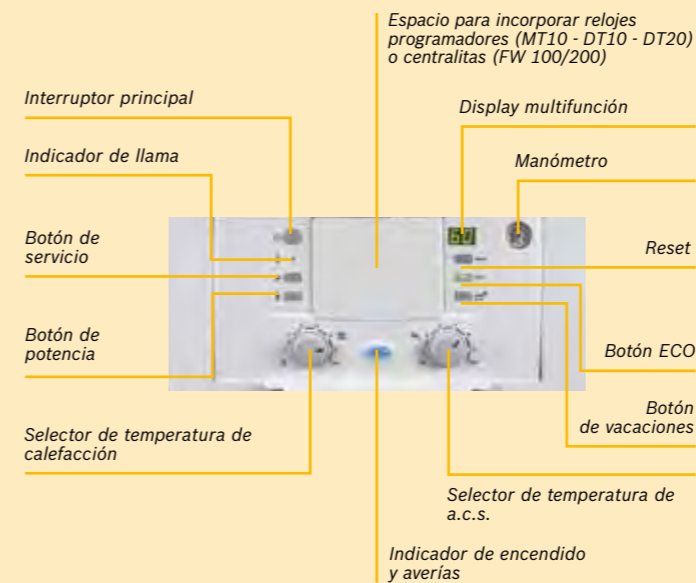 Espacio para incorporar relojes
programadores (MT10 - DT10 - DT20)
o centralitas (FW 100/200)
Interruptor principal
Display multifunción
Indicador de llama
Manómetro
Botón de
servicio
Reset
Botón de
potencia
Botón ECO
Botón
de vacaciones
Selector de temperatura de
calefacción
Selector de temperatura de
a.c.s.
Indicador de encendido
y averías
60